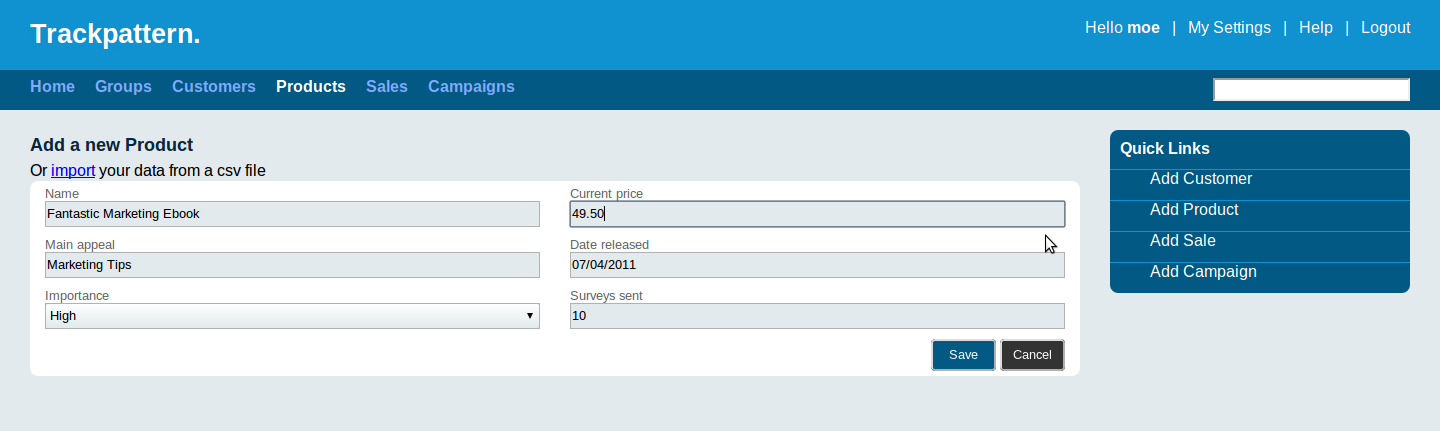 Trackpattern.
Hello moe | My Settings | Help | Logout
Home Groups Customers Products Sales Campaigns
Add a new Product
Or import your data from a csv file
Name
Fantastic Marketing Ebook
Current price
49.50
Main appeal
Marketing Tips
Date released
07/04/2011
Importance
High
Surveys sent
10
Save
Cancel
Quick Links
Add Customer
Add Product
Add Sale
Add Campaign